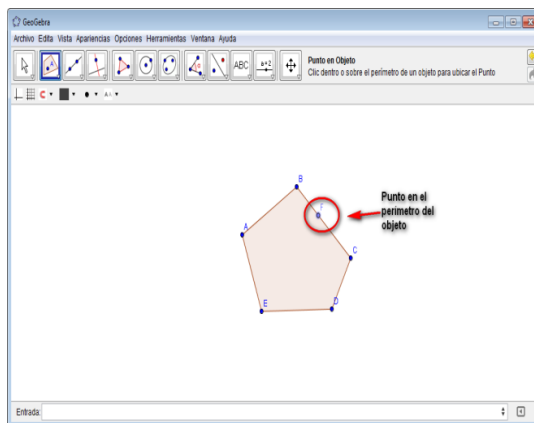 GeoGebra
Archivo Edita Vista Apariencias Opciones Herramientas Ventana Ayuda
ABC
a=2
Punto en Objeto
Clic dentro o sobre el perímetro de un objeto para ubicar el Punto
B
F
A
C
E
D
Punto en el
perimetro del
objeto
Entrada: